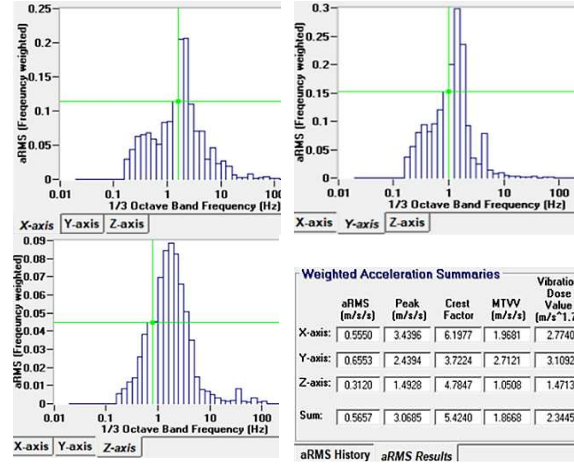 0.25
0.2
0.15
0.1
0.05
0
aRMS (Freqeuncy weighted)
0.01 0.1 1 10 100
1/3 Octave Band Frequency (Hz)
X-axis Y-axis Z-axis
0.3
0.25
0.2
0.15
0.1
0.05
0
aRMS (Freqeuncy weighted)
0.01 0.1 1 10 100
1/3 Octave Band Frequency (Hz)
X-axis Y-axis Z-axis
0.09
0.08
0.07
0.06
0.05
0.04
0.03
0.02
0.01
0
aRMS (Freqeuncy weighted)
0.01 0.1 1 10 100
1/3 Octave Band Frequency (Hz)
X-axis Y-axis Z-axis
Weighted Acceleration Summaries
aRMS (m/s/s) Peak (m/s/s) Crest Factor MTVV (m/s/s) Vibration Dose Value (m/s^1.7
X-axis: 0.5550 3.4396 6.1977 1.9681 2.7740
Y-axis: 0.6553 2.4394 3.7224 2.7121 3.1092
Z-axis: 0.3120 1.4928 4.7847 1.0508 1.4713
Sum: 0.5657 3.0685 5.4240 1.8668 2.3445
aRMS History aRMS Results